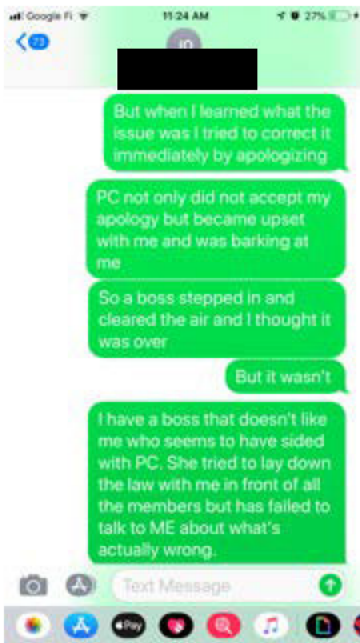 Google Fi
11:24 AM
27%
73
JO
But when I learned what the
issue was I tried to correct it
immediately by apologizing
PC not only did not accept my
apology but became upset
with me and was barking at
me
So a boss stepped in and
cleared the air and I thought it
was over
But it wasn't
I have a boss that doesn't like
me who seems to have sided
with PC. She tried to lay down
the law with me in front of all
the members but has failed to
talk to ME about what's
actually wrong.
Text Message
Pay